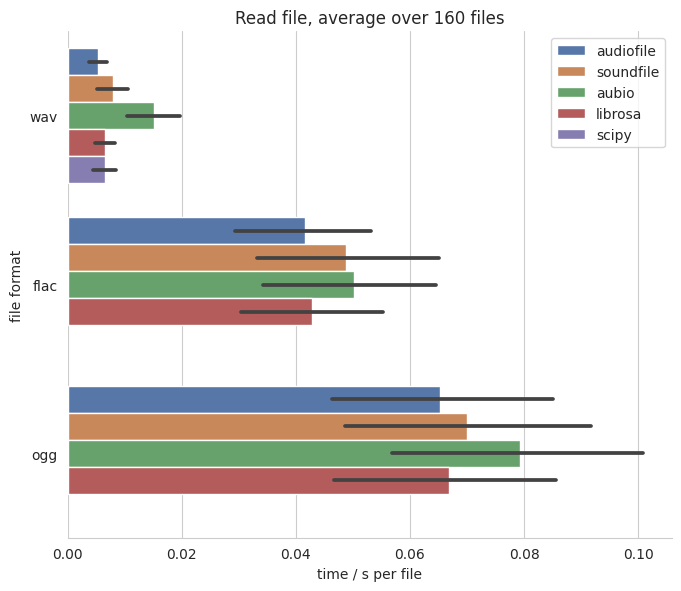 Read file, average over 160 files
audiofile
soundfile
aubio
librosa
scipy
file format
wav
flac
ogg
0.00 0.02 0.04 0.06 0.08 0.10
time / s per file